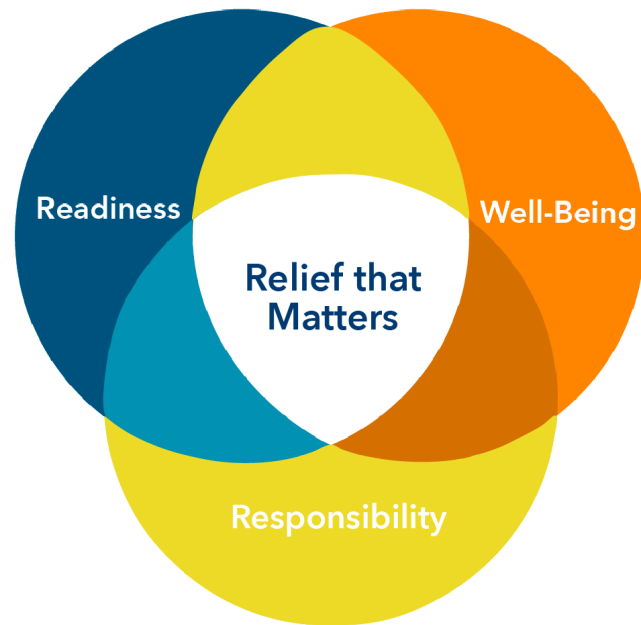 Readiness
Well-Being
Relief that
Matters
Responsibility